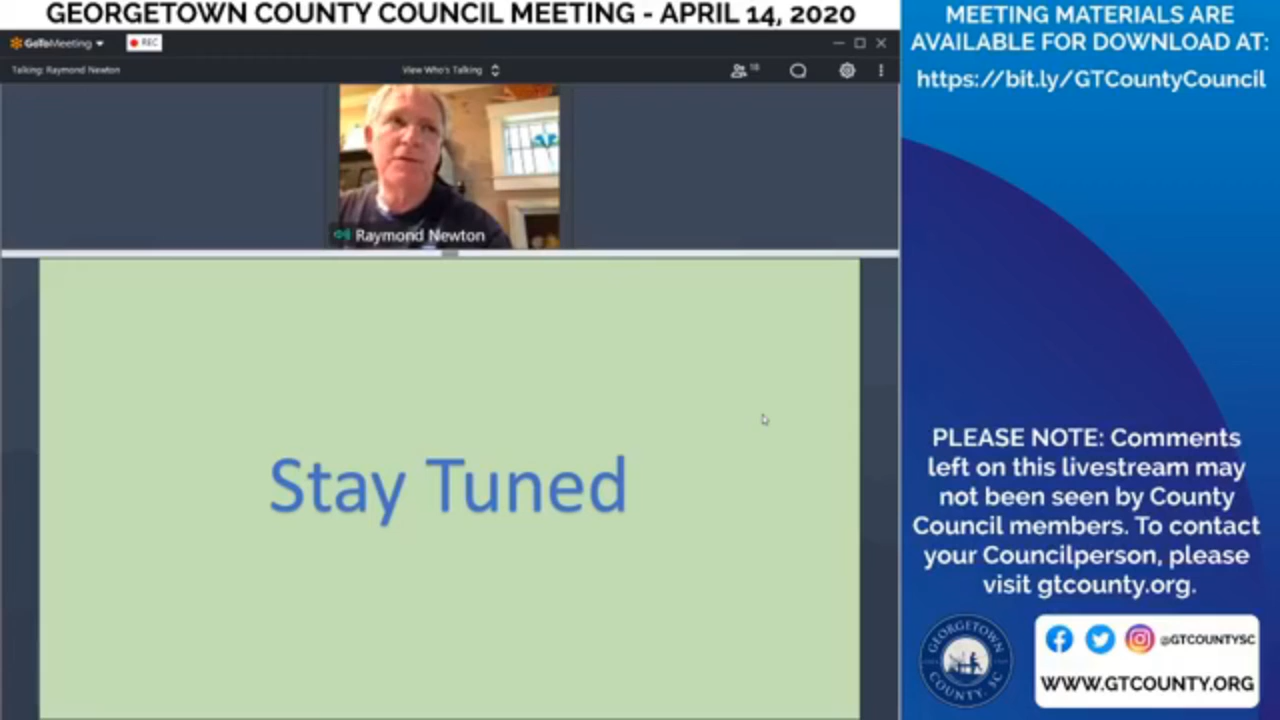 GEORGETOWN COUNTY COUNCIL MEETING - APRIL 14, 2020
GoToMeeting
REC
Talking: Raymond Newton
View Who's Talking
18
Raymond Newton
Stay Tuned
MEETING MATERIALS ARE
AVAILABLE FOR DOWNLOAD AT:
https://bit.ly/GTCountyCouncil
PLEASE NOTE: Comments
left on this livestream may
not been seen by County
Council members. To contact
your Councilperson, please
visit gtcounty.org.
GEORGETOWN
COUNTY, SC
@GTCOUNTYSC
WWW.GTCOUNTY.ORG